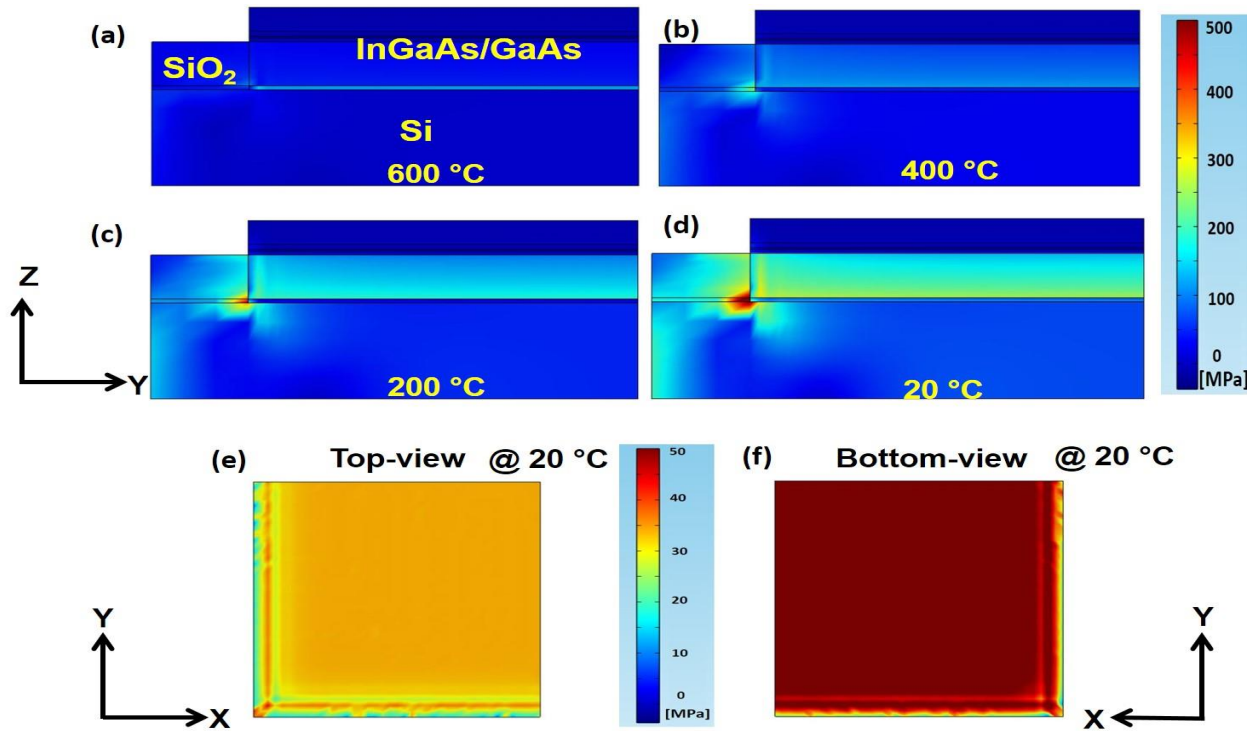 (a)
SiO2
InGaAs/GaAs
Si
600 °C
(b)
400 °C
(c)
200 °C
(d)
20 °C
Z
Y
500
400
300
200
100
0
[MPa]
(e) Top-view @ 20 °C
Y
X
50
40
30
20
10
0
[MPa]
(f) Bottom-view @ 20 °C
Y
X